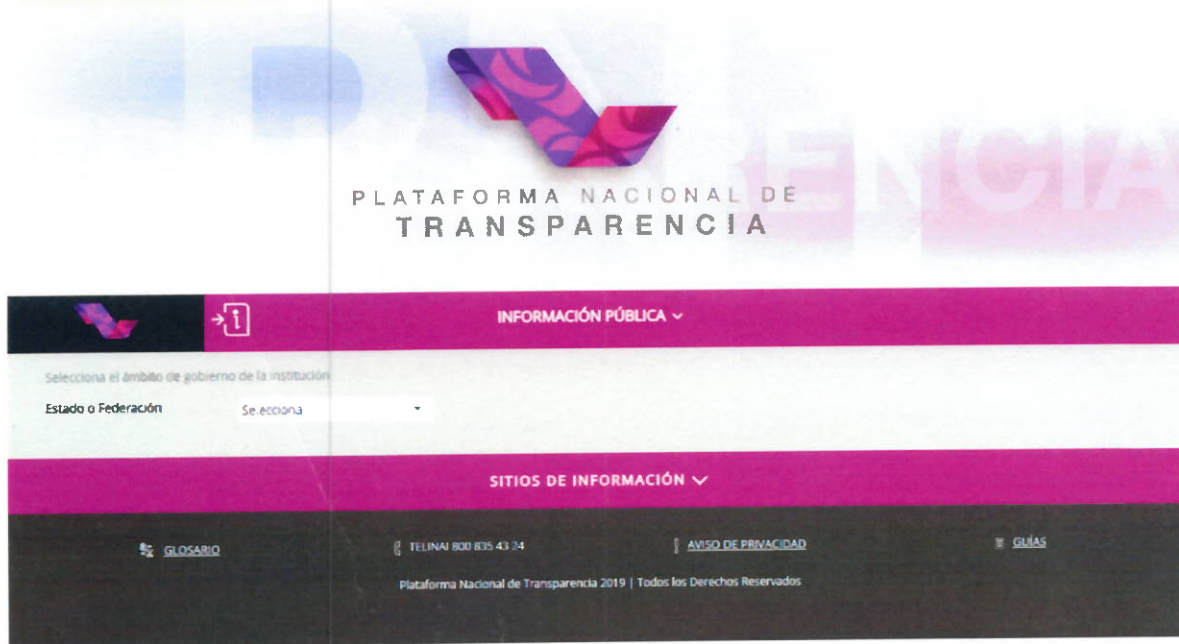 RENCIA
PLATAFORMA NACIONAL DE
TRANSPARENCIA
INFORMACIÓN PÚBLICA
Selecciona el ámbito de gobierno de la institución
Estado o Federación Selecciona
SITIOS DE INFORMACIÓN
GLOSARIO TELINAI 800 835 43 24 AVISO DE PRIVACIDAD GUÍAS
Plataforma Nacional de Transparencia 2019 | Todos los Derechos Reservados